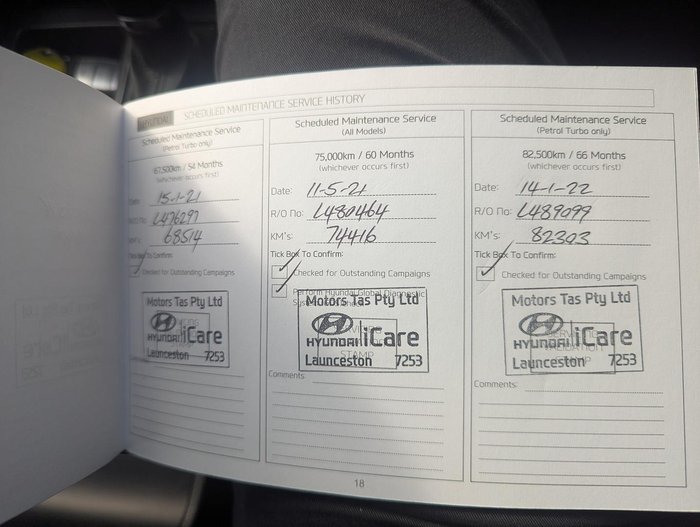 HYUNDAI SCHEDULED MAINTENANCE SERVICE HISTORY
Scheduled Maintenance Service
(Petrol Turbo only)
67,500km / 54 Months
(whichever occurs first)
Date: 15-1-21
R/O no: L476297
KM's: 68514
Tick Box To Confirm:
Checked for Outstanding Campaigns
Motors Tas Pty Ltd
HYUNDAI iCare
Launceston 7253
Scheduled Maintenance Service
(All Models)
75,000km / 60 Months
(whichever occurs first)
Date: 11-5-21
R/O no: L480464
KM's: 74416
Tick Box To Confirm:
Checked for Outstanding Campaigns
Perform Hyundai Global Diagnostic
Motors Tas Pty Ltd
HYUNDAI iCare
Launceston 7253
STAMP
Comments:
Scheduled Maintenance Service
(Petrol Turbo only)
82,500km / 66 Months
(whichever occurs first)
Date: 14-1-22
R/O no: L489099
KM's: 82303
Tick Box To Confirm:
Checked for Outstanding Campaigns
Motors Tas Pty Ltd
HYUNDAI iCare
Launceston 7253
Comments:
18